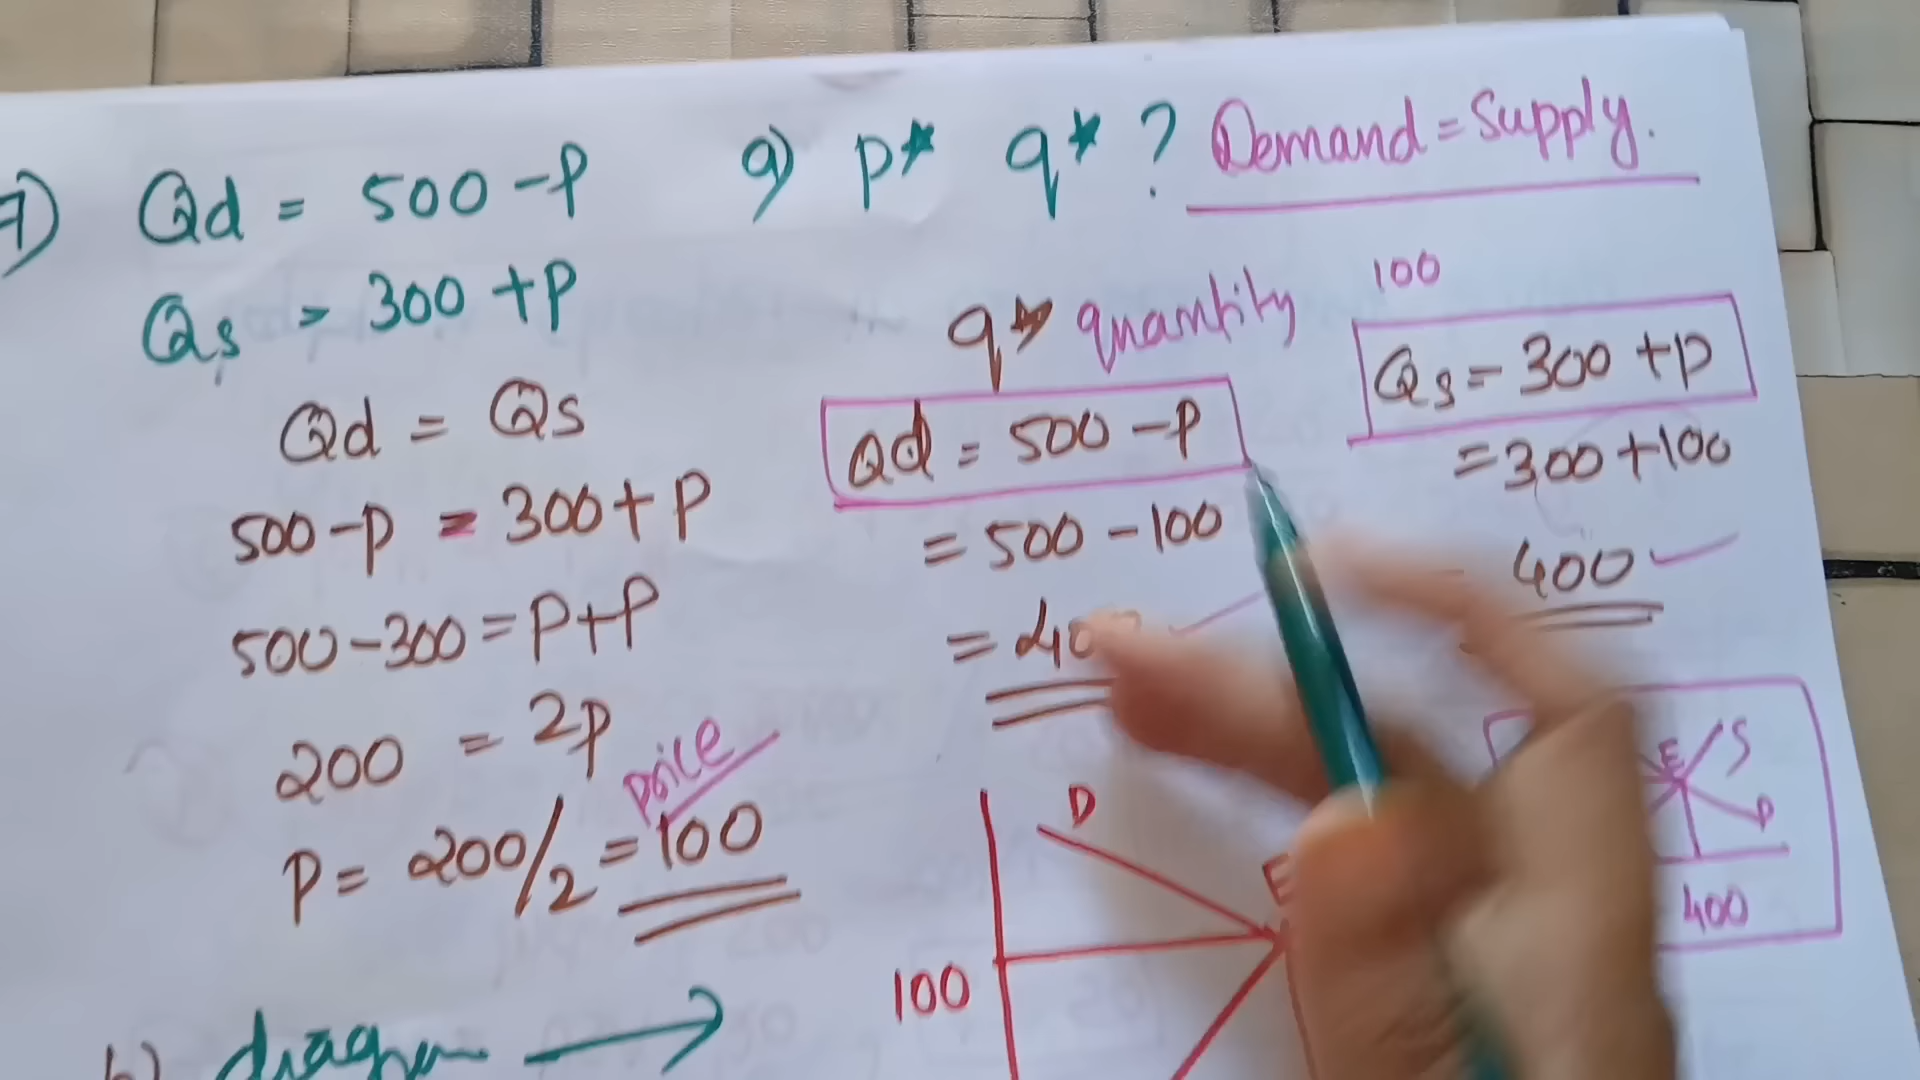 7) Qd = 500 - P
Qs = 300 + P
Qd = Qs
500 - P = 300 + P
500 - 300 = P + P
200 = 2P
price
P = 200/2 = 100
b) diagram →
a) p* q* ? Demand = Supply.
q* quantity
Qd = 500 - P
= 500 - 100
= 400
100
Qs = 300 + P
= 300 + 100
400
D
E
100
E
S
D
400